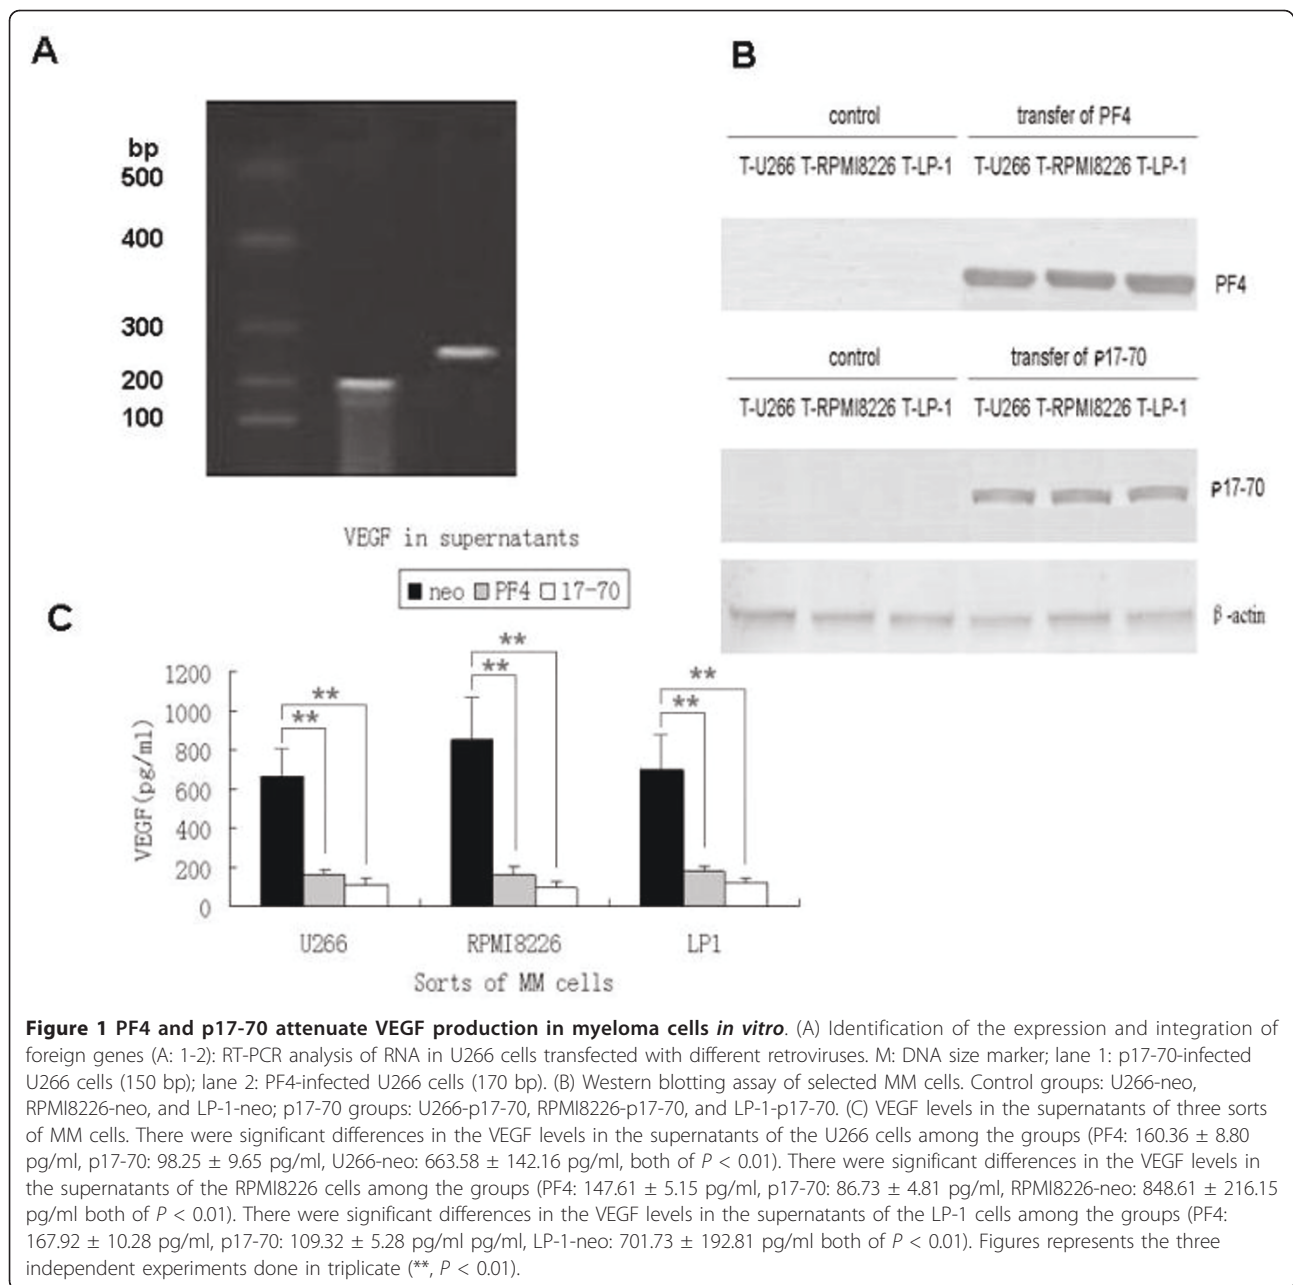 A
bp
500
400
300
200
100
B
control transfer of PF4
T-U266 T-RPMI8226 T-LP-1 T-U266 T-RPMI8226 T-LP-1
PF4
control transfer of p17-70
T-U266 T-RPMI8226 T-LP-1 T-U266 T-RPMI8226 T-LP-1
p17-70
β-actin
C
VEGF in supernatants
neo PF4 17-70
VEGF(pg/ml)
1200
1000
800
600
400
200
0
** **
** **
** **
U266 RPMI8226 LP1
Sorts of MM cells
Figure 1 PF4 and p17-70 attenuate VEGF production in myeloma cells in vitro. (A) Identification of the expression and integration of
foreign genes (A: 1-2): RT-PCR analysis of RNA in U266 cells transfected with different retroviruses. M: DNA size marker; lane 1: p17-70-infected
U266 cells (150 bp); lane 2: PF4-infected U266 cells (170 bp). (B) Western blotting assay of selected MM cells. Control groups: U266-neo,
RPMI8226-neo, and LP-1-neo; p17-70 groups: U266-p17-70, RPMI8226-p17-70, and LP-1-p17-70. (C) VEGF levels in the supernatants of three sorts
of MM cells. There were significant differences in the VEGF levels in the supernatants of the U266 cells among the groups (PF4: 160.36 ± 8.80
pg/ml, p17-70: 98.25 ± 9.65 pg/ml, U266-neo: 663.58 ± 142.16 pg/ml, both of P < 0.01). There were significant differences in the VEGF levels in
the supernatants of the RPMI8226 cells among the groups (PF4: 147.61 ± 5.15 pg/ml, p17-70: 86.73 ± 4.81 pg/ml, RPMI8226-neo: 848.61 ± 216.15
pg/ml both of P < 0.01). There were significant differences in the VEGF levels in the supernatants of the LP-1 cells among the groups (PF4:
167.92 ± 10.28 pg/ml, p17-70: 109.32 ± 5.28 pg/ml pg/ml, LP-1-neo: 701.73 ± 192.81 pg/ml both of P < 0.01). Figures represents the three
independent experiments done in triplicate (**, P < 0.01).